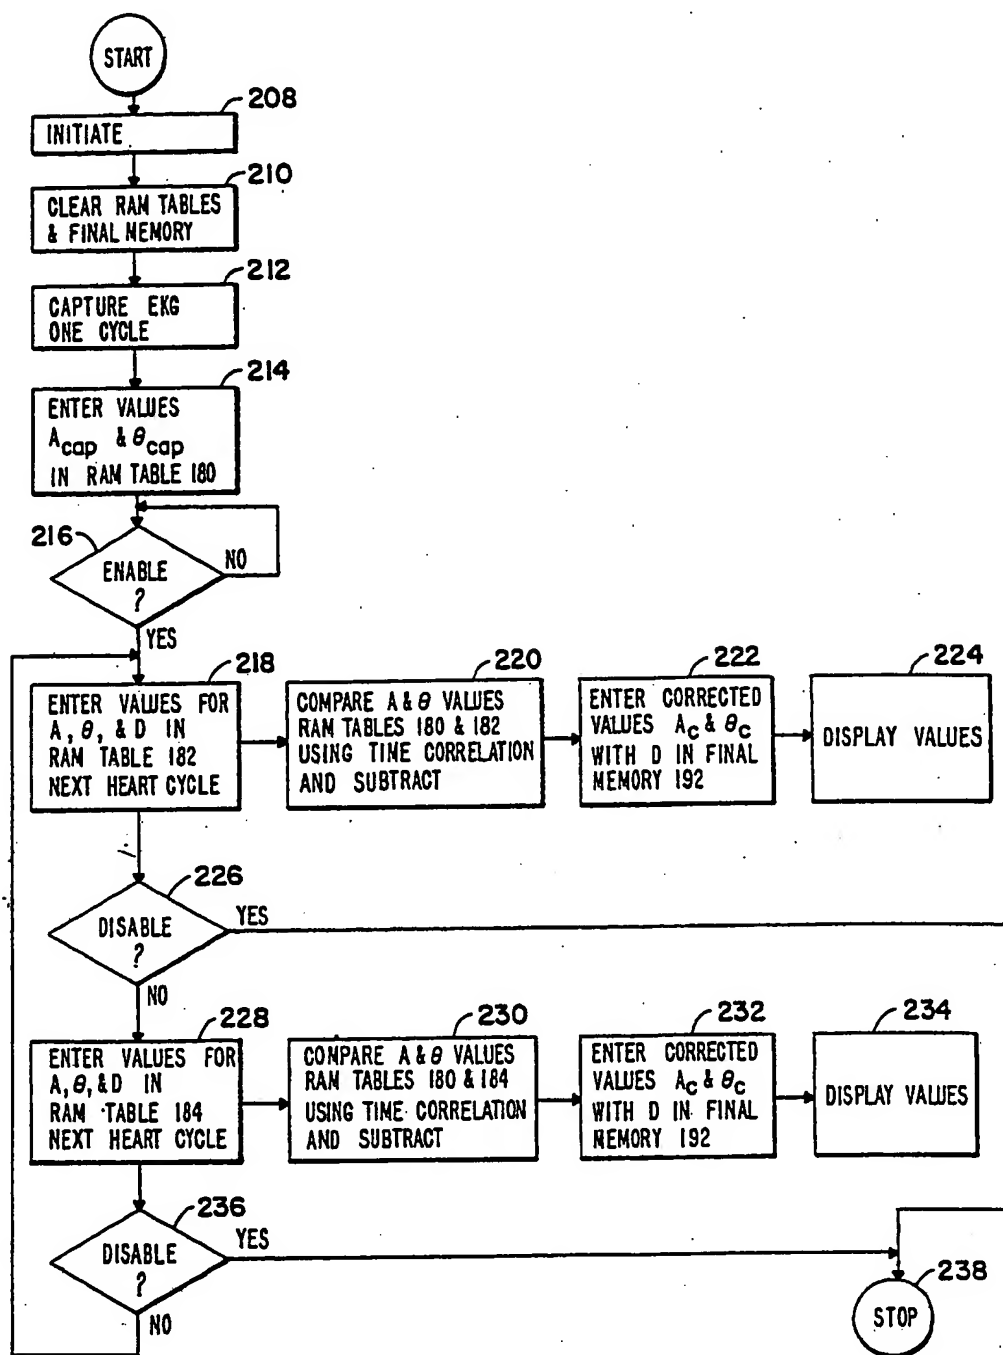 START
208
INITIATE
210
CLEAR RAM TABLES
& FINAL MEMORY
212
CAPTURE EKG
ONE CYCLE
214
ENTER VALUES
Acap & θcap
IN RAM TABLE 180
216
ENABLE
?
NO
YES
218
ENTER VALUES FOR
A, θ, & D IN
RAM TABLE 182
NEXT HEART CYCLE
220
COMPARE A & θ VALUES
RAM TABLES 180 & 182
USING TIME CORRELATION
AND SUBTRACT
222
ENTER CORRECTED
VALUES Ac & θc
WITH D IN FINAL
MEMORY 192
224
DISPLAY VALUES
226
DISABLE
?
YES
NO
228
ENTER VALUES FOR
A, θ, & D IN
RAM TABLE 184
NEXT HEART CYCLE
230
COMPARE A & θ VALUES
RAM TABLES 180 & 184
USING TIME CORRELATION
AND SUBTRACT
232
ENTER CORRECTED
VALUES Ac & θc
WITH D IN FINAL
MEMORY 192
234
DISPLAY VALUES
236
DISABLE
?
YES
NO
238
STOP